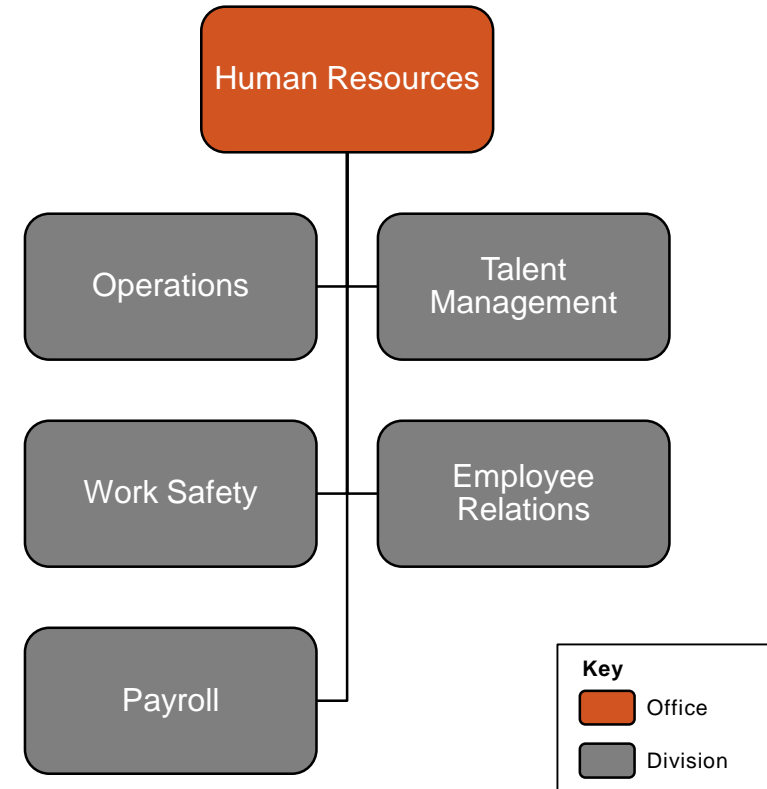 Human Resources
Operations
Talent
Management
Work Safety
Employee
Relations
Payroll
Key
Office
Division